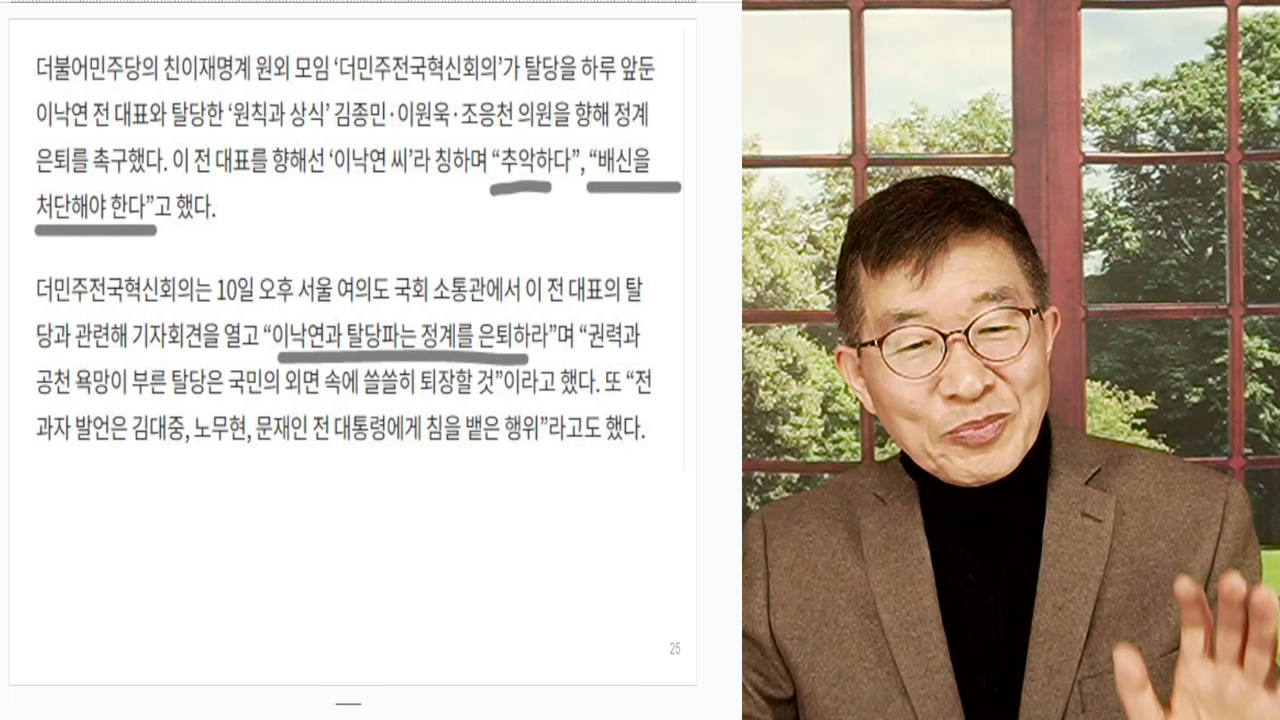 더불어민주당의 친이재명계 원외 모임 ‘더민주전국혁신회의’가 탈당을 하루 앞둔
이낙연 전 대표와 탈당한 ‘원칙과 상식’ 김종민·이원욱·조응천 의원을 향해 정계
은퇴를 촉구했다. 이 전 대표를 향해선 ‘이낙연 씨’라 칭하며 “추악하다”, “배신을
처단해야 한다”고 했다.
더민주전국혁신회의는 10일 오후 서울 여의도 국회 소통관에서 이 전 대표의 탈
당과 관련해 기자회견을 열고 “이낙연과 탈당파는 정계를 은퇴하라”며 “권력과
공천 욕망이 부른 탈당은 국민의 외면 속에 쓸쓸히 퇴장할 것”이라고 했다. 또 “전
과자 발언은 김대중, 노무현, 문재인 전 대통령에게 침을 뱉은 행위”라고도 했다.
25